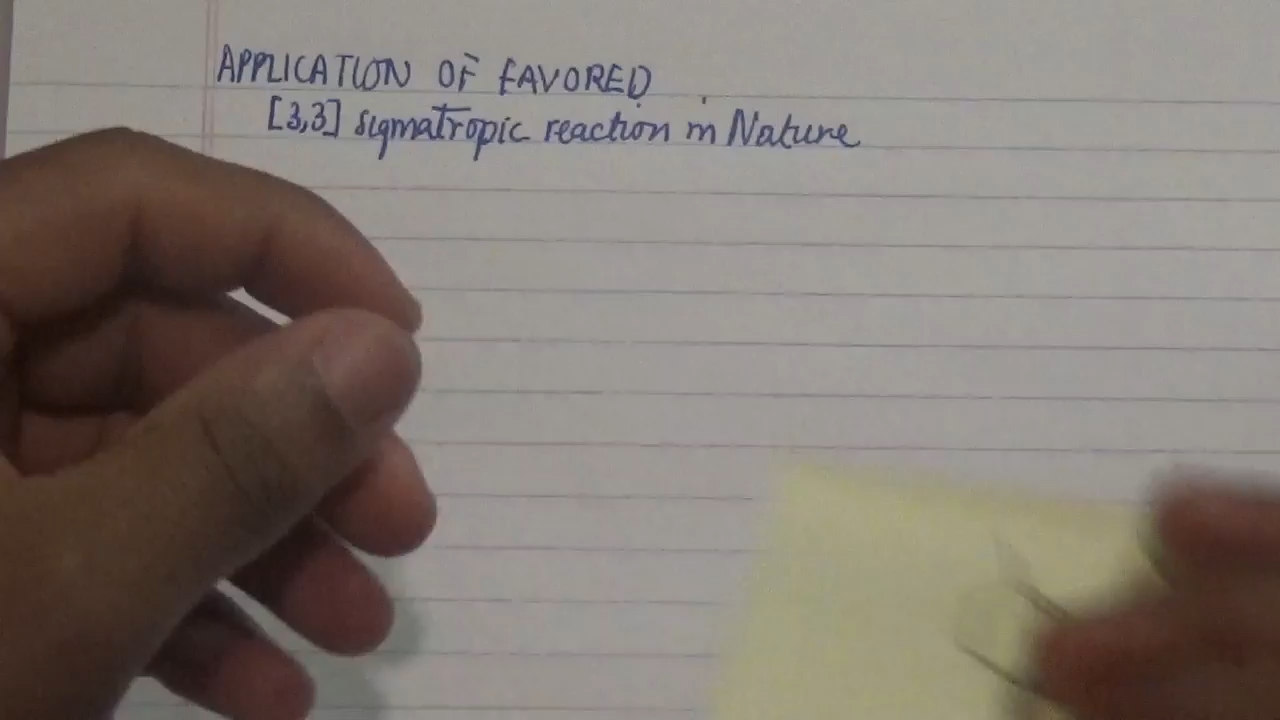 APPLICATION OF FAVORED
[3,3] sigmatropic reaction in Nature